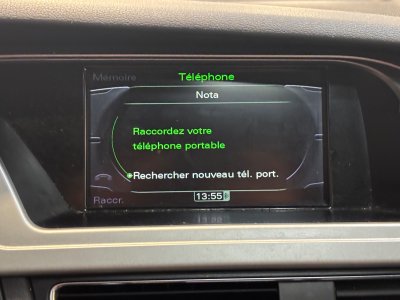 Mémoire
Téléphone
Nota
Raccordez votre
téléphone portable
Rechercher nouveau tél. port.
Raccr.
13:55